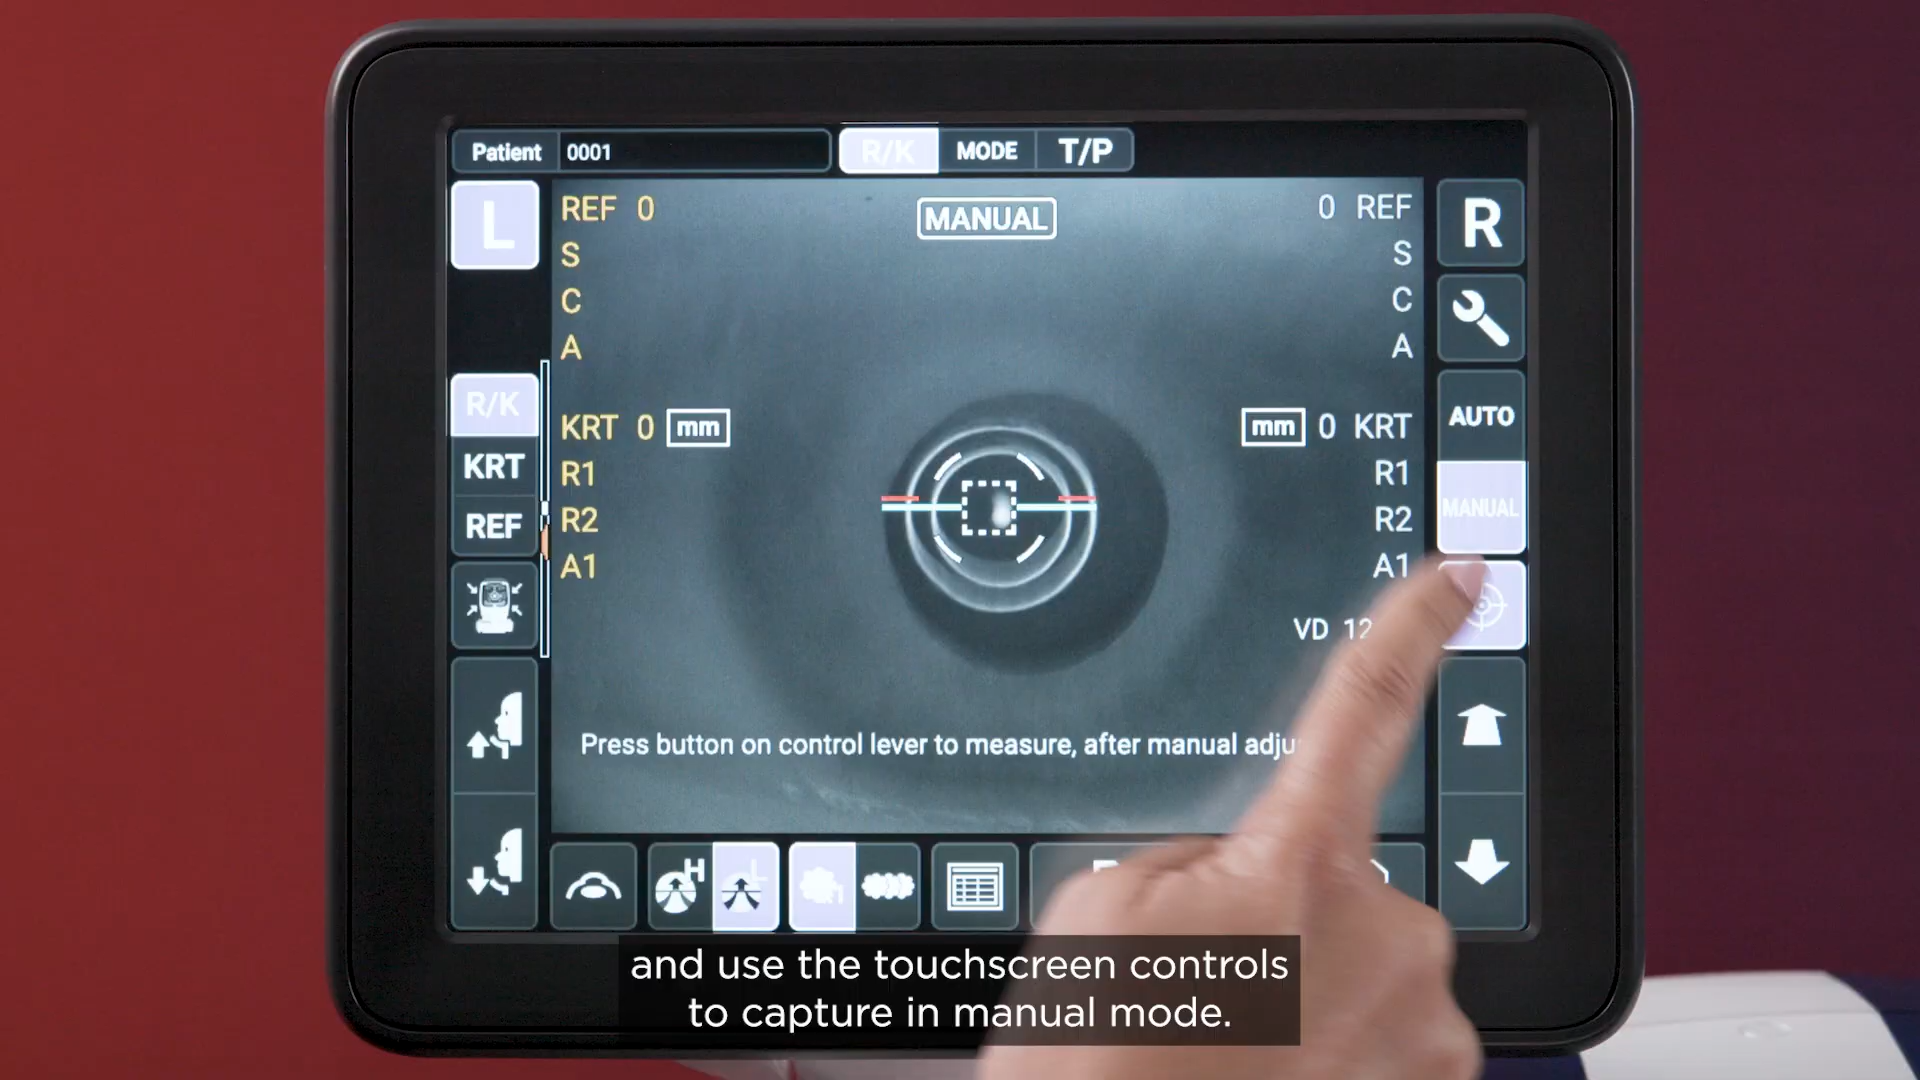 Patient 0001 R/K MODE T/P
L REF 0 MANUAL 0 REF R
S S
C C
A A
R/K KRT 0 mm mm 0 KRT AUTO
KRT R1 R1
REF R2 R2 MANUAL
A1 A1
VD 12
Press button on control lever to measure, after manual adju
H L
and use the touchscreen controls
to capture in manual mode.